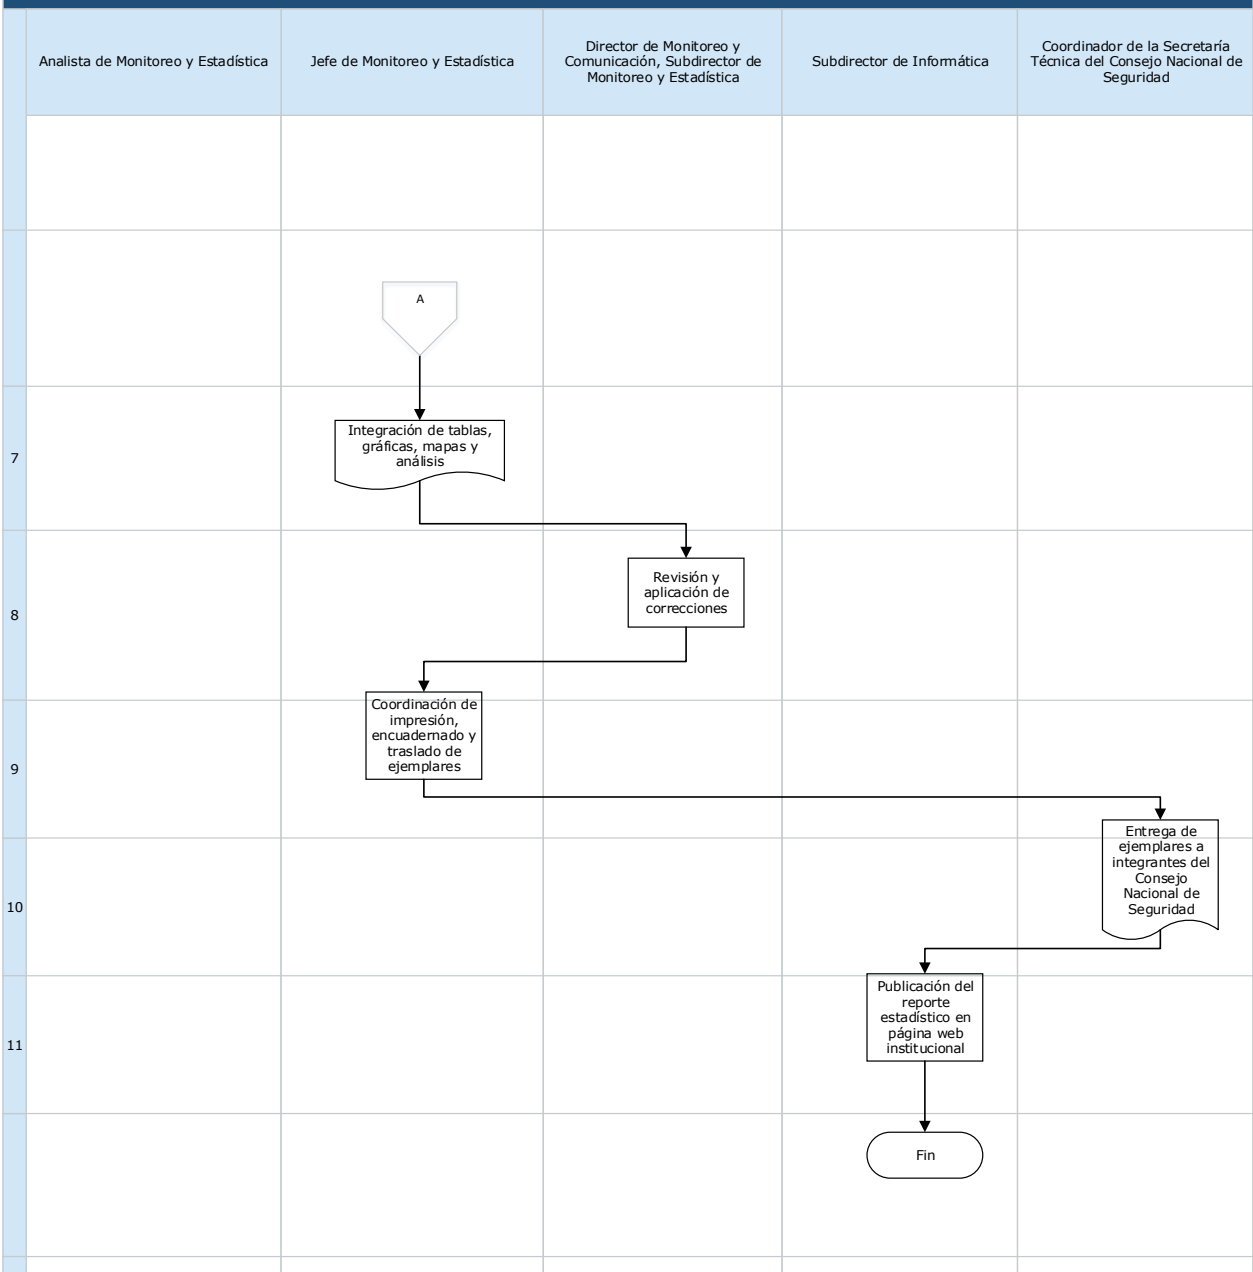 Analista de Monitoreo y Estadística
Jefe de Monitoreo y Estadística
Director de Monitoreo y
Comunicación, Subdirector de
Monitoreo y Estadística
Subdirector de Informática
Coordinador de la Secretaría
Técnica del Consejo Nacional de
Seguridad
A
7
Integración de tablas,
gráficas, mapas y
análisis
8
Revisión y
aplicación de
correcciones
9
Coordinación de
impresión,
encuadernado y
traslado de
ejemplares
10
Entrega de
ejemplares a
integrantes del
Consejo
Nacional de
Seguridad
11
Publicación del
reporte
estadístico en
página web
institucional
Fin